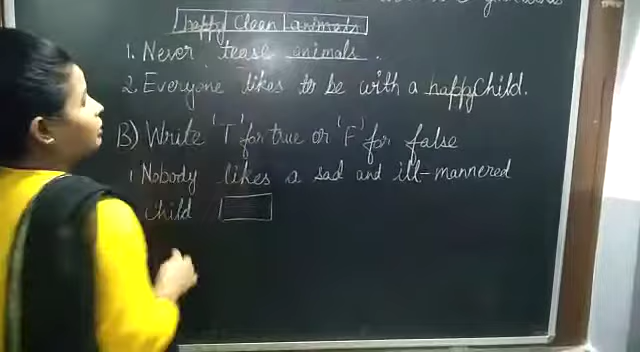 happy clean animals
1. Never tease animals.
2. Everyone likes to be with a happy Child.
B) Write 'T' for true or 'F' for false
1 Nobody likes a sad and ill-mannered
child